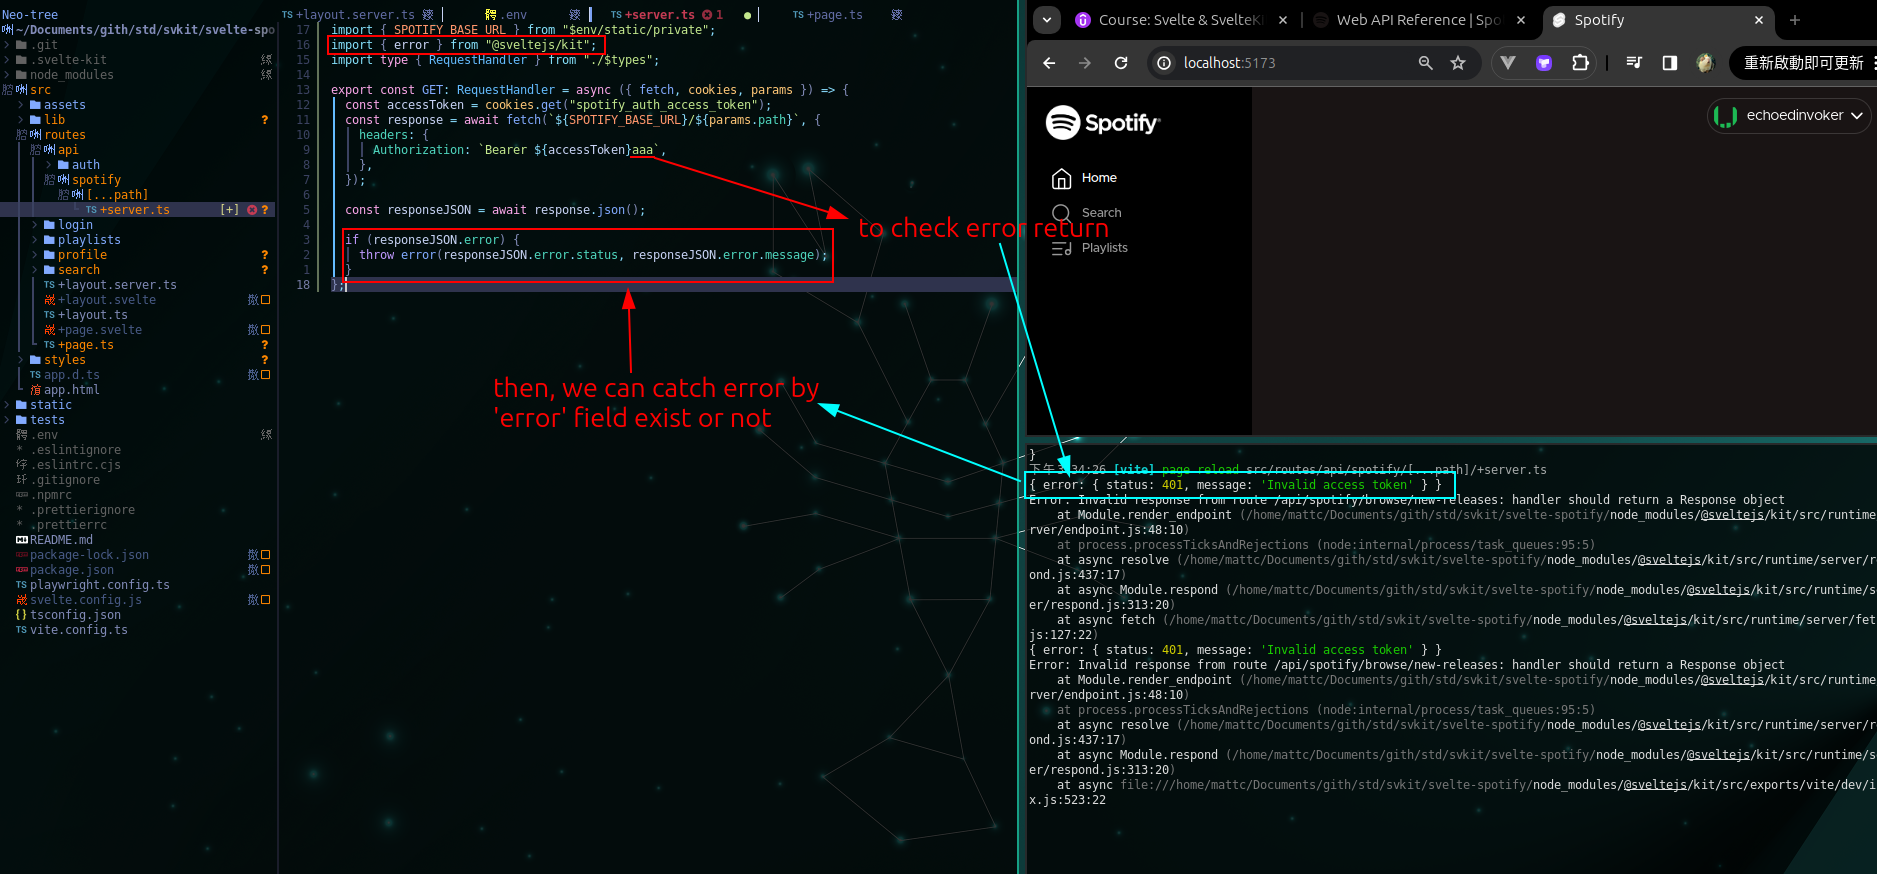 Neo-tree
~/Documents/gith/std/svkit/svelte-spo
.git
.svelte-kit
node_modules
src
assets
lib ?
routes
api
auth
spotify
[...path]
TS +server.ts [+] ?
login
playlists
profile ?
search ?
TS +layout.server.ts
+layout.svelte
TS +layout.ts
+page.svelte
TS +page.ts ?
styles ?
TS app.d.ts
app.html
static
tests
.env
* .eslintignore
.eslintrc.cjs
.gitignore
.npmrc
* .prettierignore
* .prettierrc
README.md
package-lock.json
package.json
TS playwright.config.ts
svelte.config.js
{} tsconfig.json
TS vite.config.ts
TS +layout.server.ts
.env
TS +server.ts 1
TS +page.ts
17 import { SPOTIFY_BASE_URL } from "$env/static/private";
16 import { error } from "@sveltejs/kit";
15 import type { RequestHandler } from "./$types";
14
13 export const GET: RequestHandler = async ({ fetch, cookies, params }) => {
12 const accessToken = cookies.get("spotify_auth_access_token");
11 const response = await fetch(`${SPOTIFY_BASE_URL}/${params.path}`, {
10 headers: {
9 Authorization: `Bearer ${accessToken}aaa`,
8 },
7 });
6
5 const responseJSON = await response.json();
4
3 if (responseJSON.error) {
2 throw error(responseJSON.error.status, responseJSON.error.message);
1 }
18 };
to check error return
then, we can catch error by
'error' field exist or not
Course: Svelte & SvelteKi
Web API Reference | Spo
Spotify
localhost:5173
重新啟動即可更新
Spotify
echoedinvoker
Home
Search
Playlists
}
[vite] page reload src/routes/api/spotify/[...path]/+server.ts
{ error: { status: 401, message: 'Invalid access token' } }
Error: Invalid response from route /api/spotify/browse/new-releases: handler should return a Response object
at Module.render_endpoint (/home/mattc/Documents/gith/std/svkit/svelte-spotify/node_modules/@sveltejs/kit/src/runtime
rver/endpoint.js:48:10)
at process.processTicksAndRejections (node:internal/process/task_queues:95:5)
at async resolve (/home/mattc/Documents/gith/std/svkit/svelte-spotify/node_modules/@sveltejs/kit/src/runtime/server/r
ond.js:437:17)
at async Module.respond (/home/mattc/Documents/gith/std/svkit/svelte-spotify/node_modules/@sveltejs/kit/src/runtime/s
er/respond.js:313:20)
at async fetch (/home/mattc/Documents/gith/std/svkit/svelte-spotify/node_modules/@sveltejs/kit/src/runtime/server/fet
js:127:22)
{ error: { status: 401, message: 'Invalid access token' } }
Error: Invalid response from route /api/spotify/browse/new-releases: handler should return a Response object
at Module.render_endpoint (/home/mattc/Documents/gith/std/svkit/svelte-spotify/node_modules/@sveltejs/kit/src/runtime
rver/endpoint.js:48:10)
at process.processTicksAndRejections (node:internal/process/task_queues:95:5)
at async resolve (/home/mattc/Documents/gith/std/svkit/svelte-spotify/node_modules/@sveltejs/kit/src/runtime/server/r
ond.js:437:17)
at async Module.respond (/home/mattc/Documents/gith/std/svkit/svelte-spotify/node_modules/@sveltejs/kit/src/runtime/s
er/respond.js:313:20)
at async file:///home/mattc/Documents/gith/std/svkit/svelte-spotify/node_modules/@sveltejs/kit/src/exports/vite/dev/i
x.js:523:22